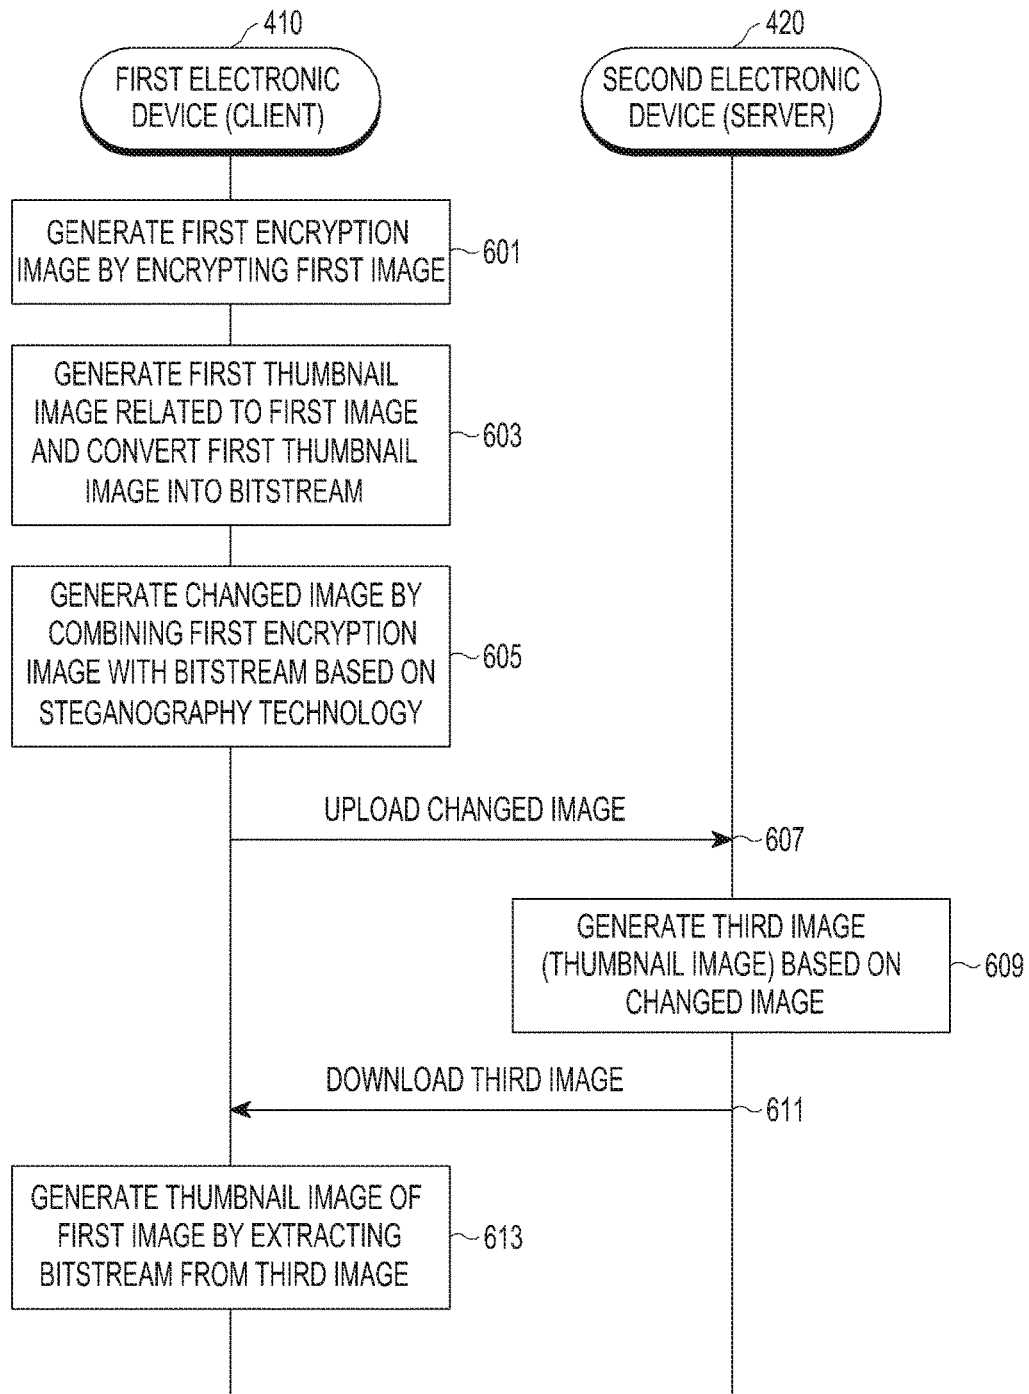 410
FIRST ELECTRONIC
DEVICE (CLIENT)
420
SECOND ELECTRONIC
DEVICE (SERVER)
GENERATE FIRST ENCRYPTION
IMAGE BY ENCRYPTING FIRST IMAGE
601
GENERATE FIRST THUMBNAIL
IMAGE RELATED TO FIRST IMAGE
AND CONVERT FIRST THUMBNAIL
IMAGE INTO BITSTREAM
603
GENERATE CHANGED IMAGE BY
COMBINING FIRST ENCRYPTION
IMAGE WITH BITSTREAM BASED ON
STEGANOGRAPHY TECHNOLOGY
605
UPLOAD CHANGED IMAGE
607
GENERATE THIRD IMAGE
(THUMBNAIL IMAGE) BASED ON
CHANGED IMAGE
609
DOWNLOAD THIRD IMAGE
611
GENERATE THUMBNAIL IMAGE OF
FIRST IMAGE BY EXTRACTING
BITSTREAM FROM THIRD IMAGE
613